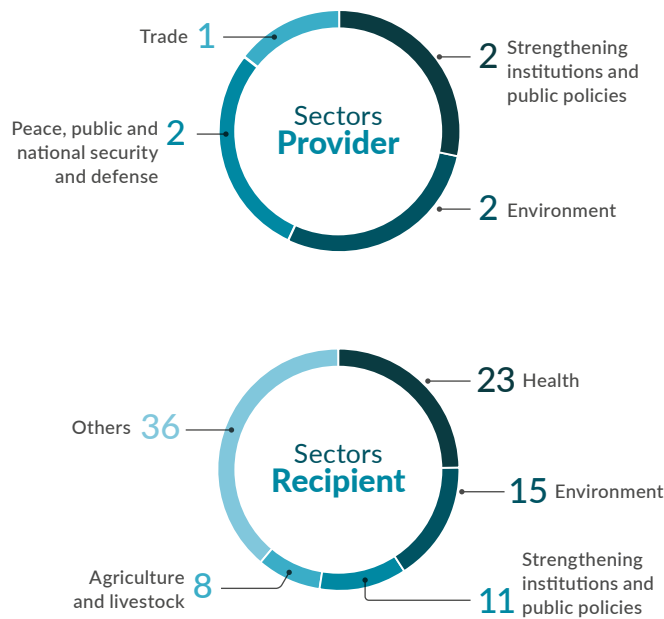 Trade 1
2 Strengthening
institutions and
public policies
Peace, public and
national security
and defense
2
Sectors
Provider
2 Environment
23 Health
Others 36
Sectors
Recipient
15 Environment
Agriculture
and livestock
8
Strengthening
institutions and
public policies
11